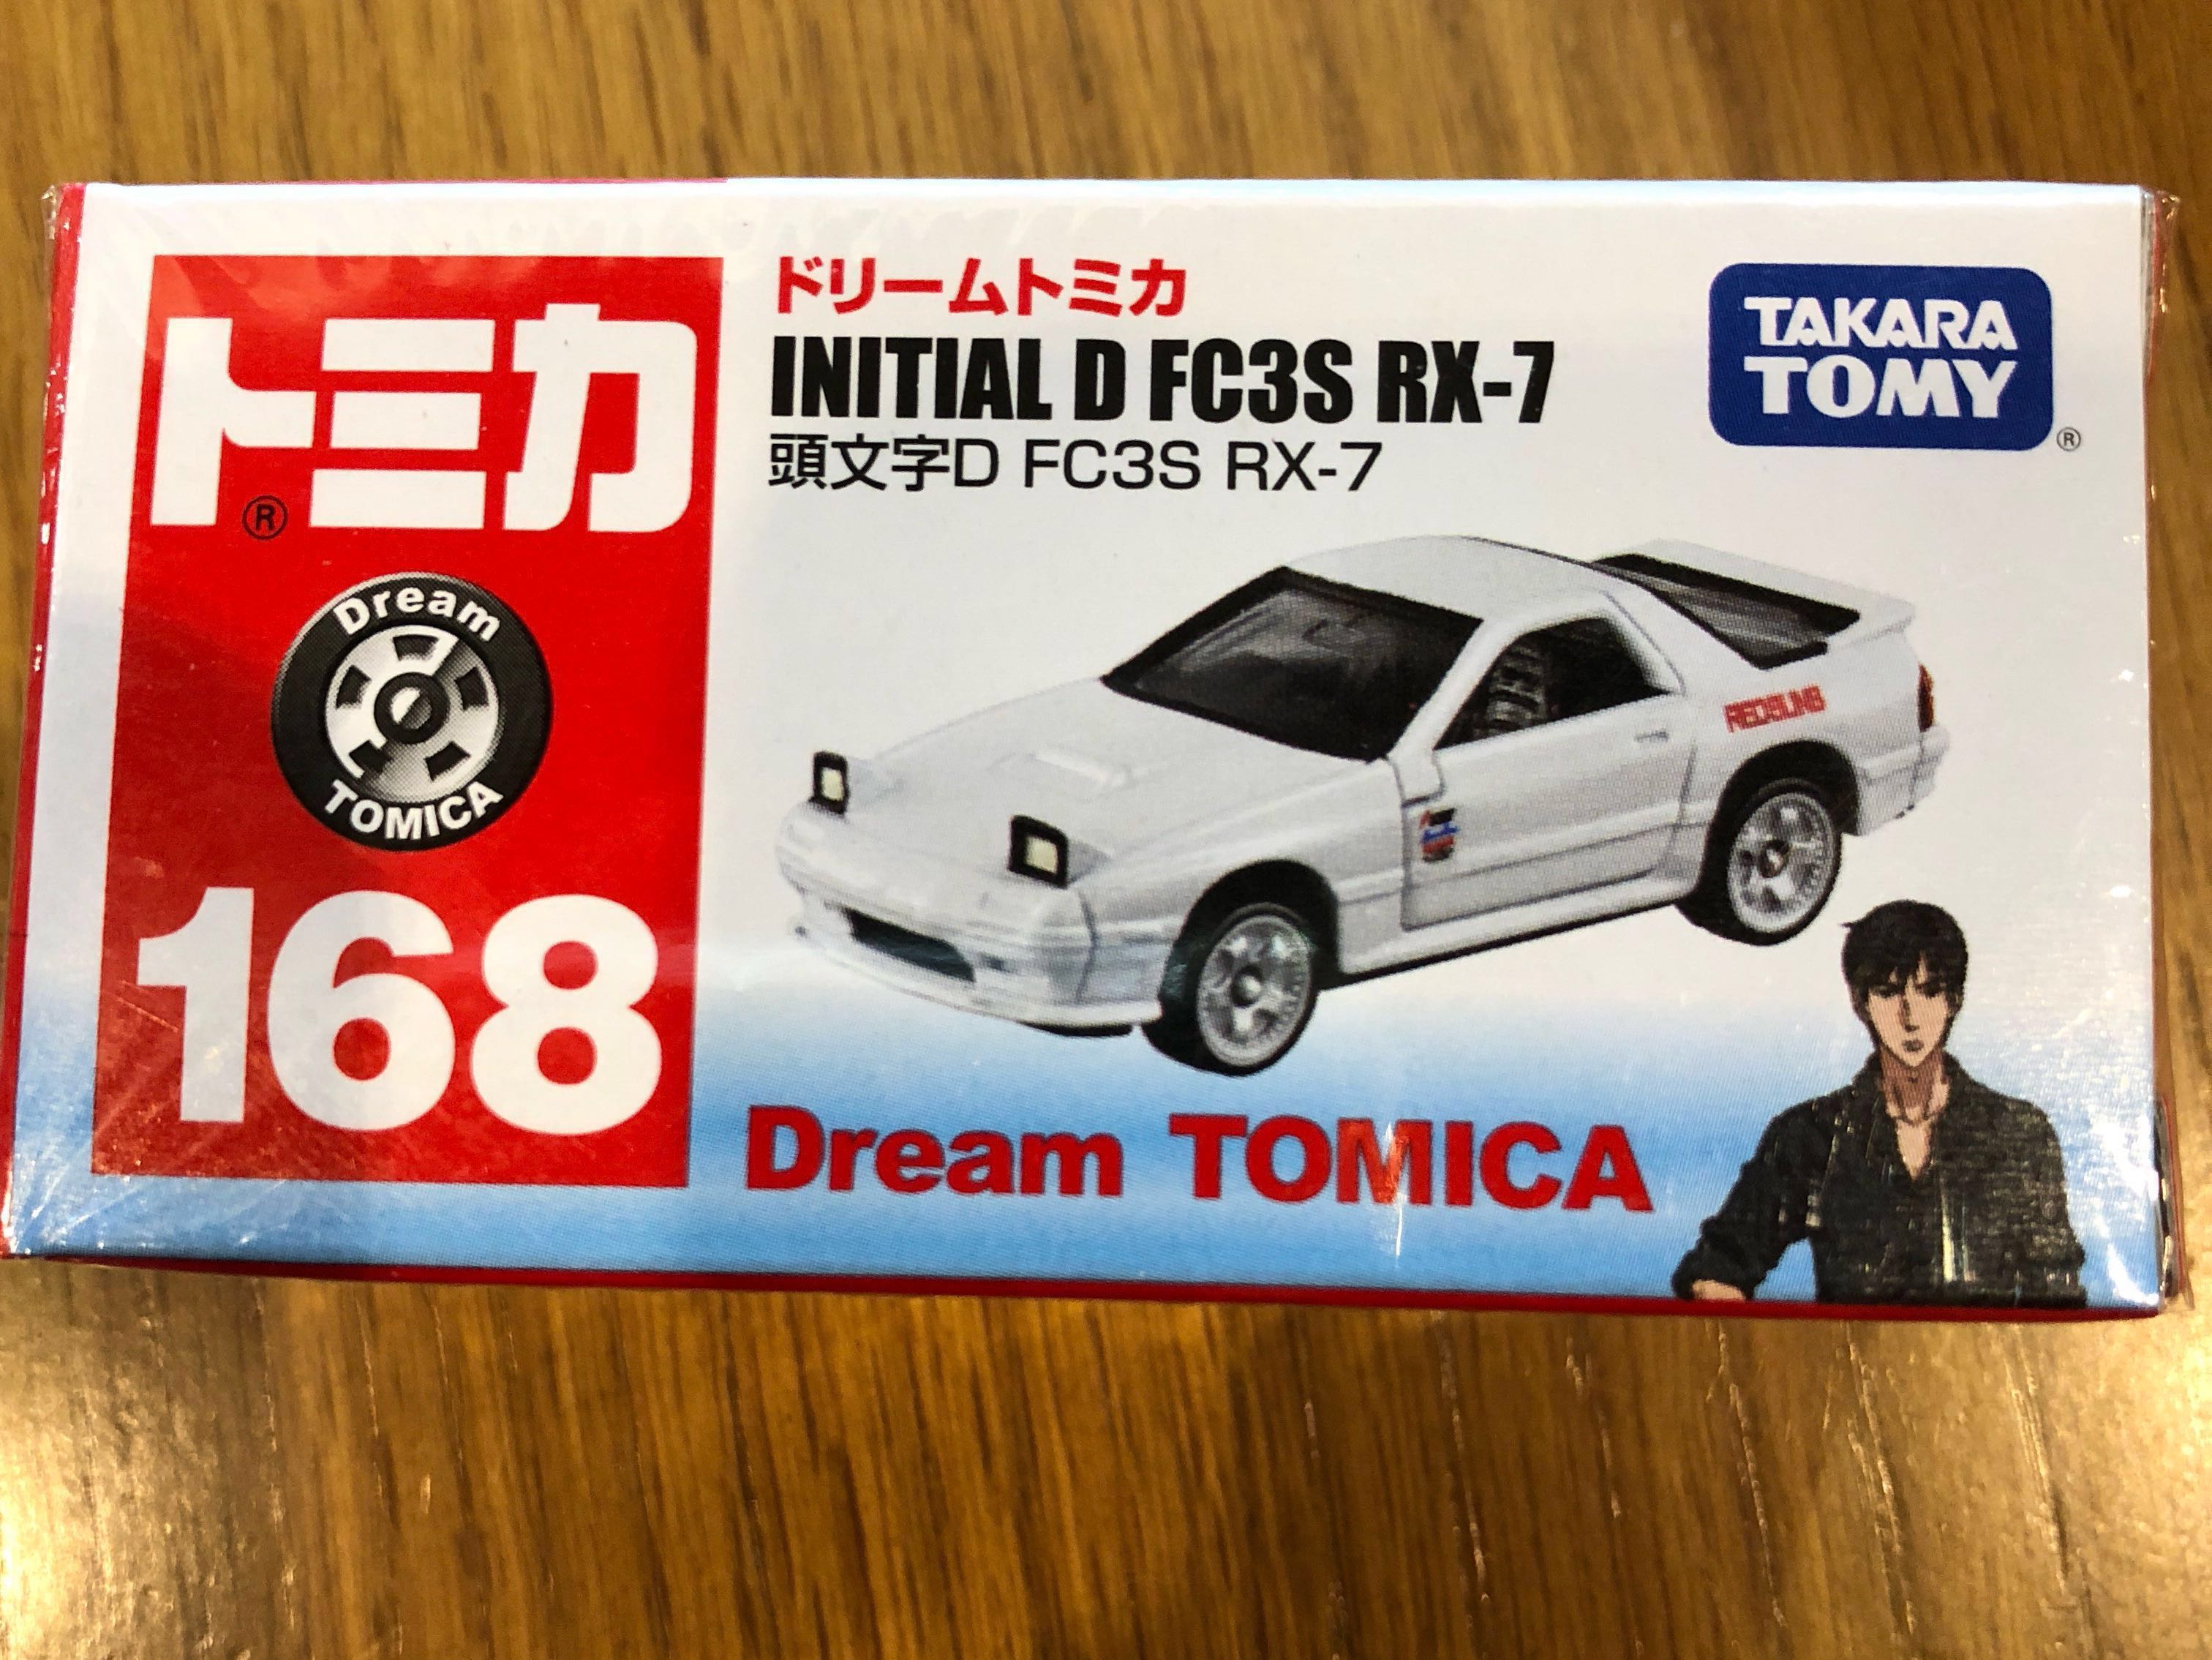 トミカ
®
Dream
TOMICA
168
ドリームトミカ
INITIAL D FC3S RX-7
頭文字D FC3S RX-7
TAKARA
TOMY
®
REDSUNS
Dream TOMICA